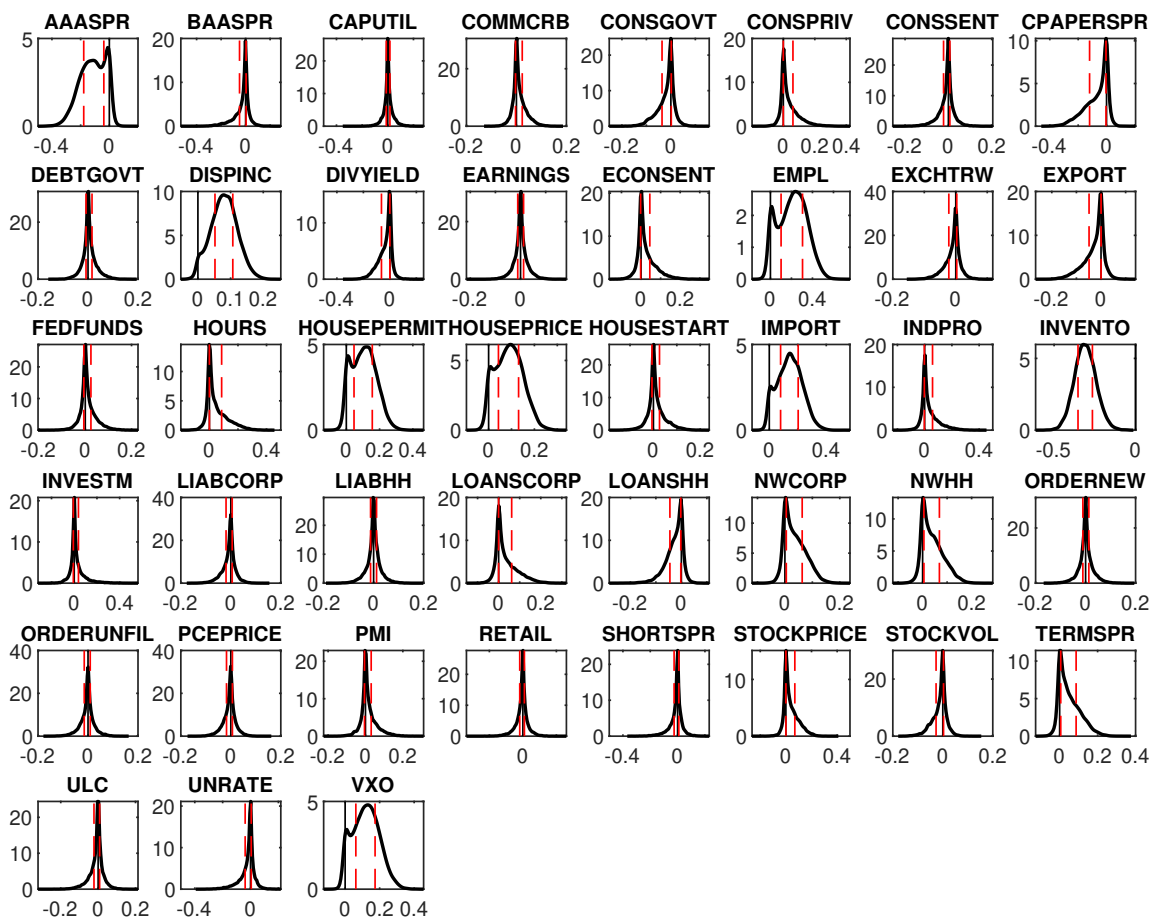 AAASPR
5
0
-0.4 -0.2 0
BAASPR
20
10
0
-0.4 0
CAPUTIL
20
10
0
-0.4 0
COMMCRB
20
0
-0.2 0 0.2
CONSGOVT
20
10
0
-0.2 0
CONSPRIV
20
10
0
0 0.2 0.4
CONSSENT
20
10
0
-0.2 0
CPAPERSPR
10
5
0
-0.4 -0.2 0
DEBTGOVT
20
0
-0.2 0 0.2
DISPINC
10
5
0
0 0.1 0.2
DIVYIELD
10
0
-0.4 -0.2 0
EARNINGS
20
0
-0.2 0 0.2
ECONSENT
20
10
0
0 0.2
EMPL
2
1
0
0 0.4
EXCHTRW
40
20
0
-0.2 0
EXPORT
20
10
0
-0.2 0
FEDFUNDS
20
10
0
-0.2 0 0.2
HOURS
10
5
0
0 0.2 0.4
HOUSEPERMIT
5
0
0 0.2 0.4
HOUSEPRICE
5
0
0 0.2
HOUSESTART
20
10
0
-0.2 0 0.2
IMPORT
5
0
0 0.2 0.4
INDPRO
20
10
0
0 0.2 0.4
INVENTO
5
0
-0.5 0
INVESTM
20
10
0
0 0.4
LIABCORP
40
20
0
-0.2 0 0.2
LIABHH
20
0
-0.2 0 0.2
LOANSCORP
20
10
0
0 0.2
LOANSHH
20
10
0
-0.2 0
NWCORP
10
5
0
0 0.2
NWHH
10
5
0
0 0.2
ORDERNEW
20
0
-0.2 0 0.2
ORDERUNFIL
40
20
0
-0.2 0 0.2
PCEPRICE
40
20
0
-0.2 0 0.2
PMI
20
10
0
-0.2 0 0.2
RETAIL
20
10
0
-0.2 0
SHORTSPR
20
10
0
-0.4 0
STOCKPRICE
10
0
0 0.4
STOCKVOL
20
0
-0.2 0 0.2
TERMSPR
10
5
0
0 0.2 0.4
ULC
20
10
0
-0.2 0
UNRATE
20
10
0
-0.4 0
VXO
5
0
0 0.2 0.4